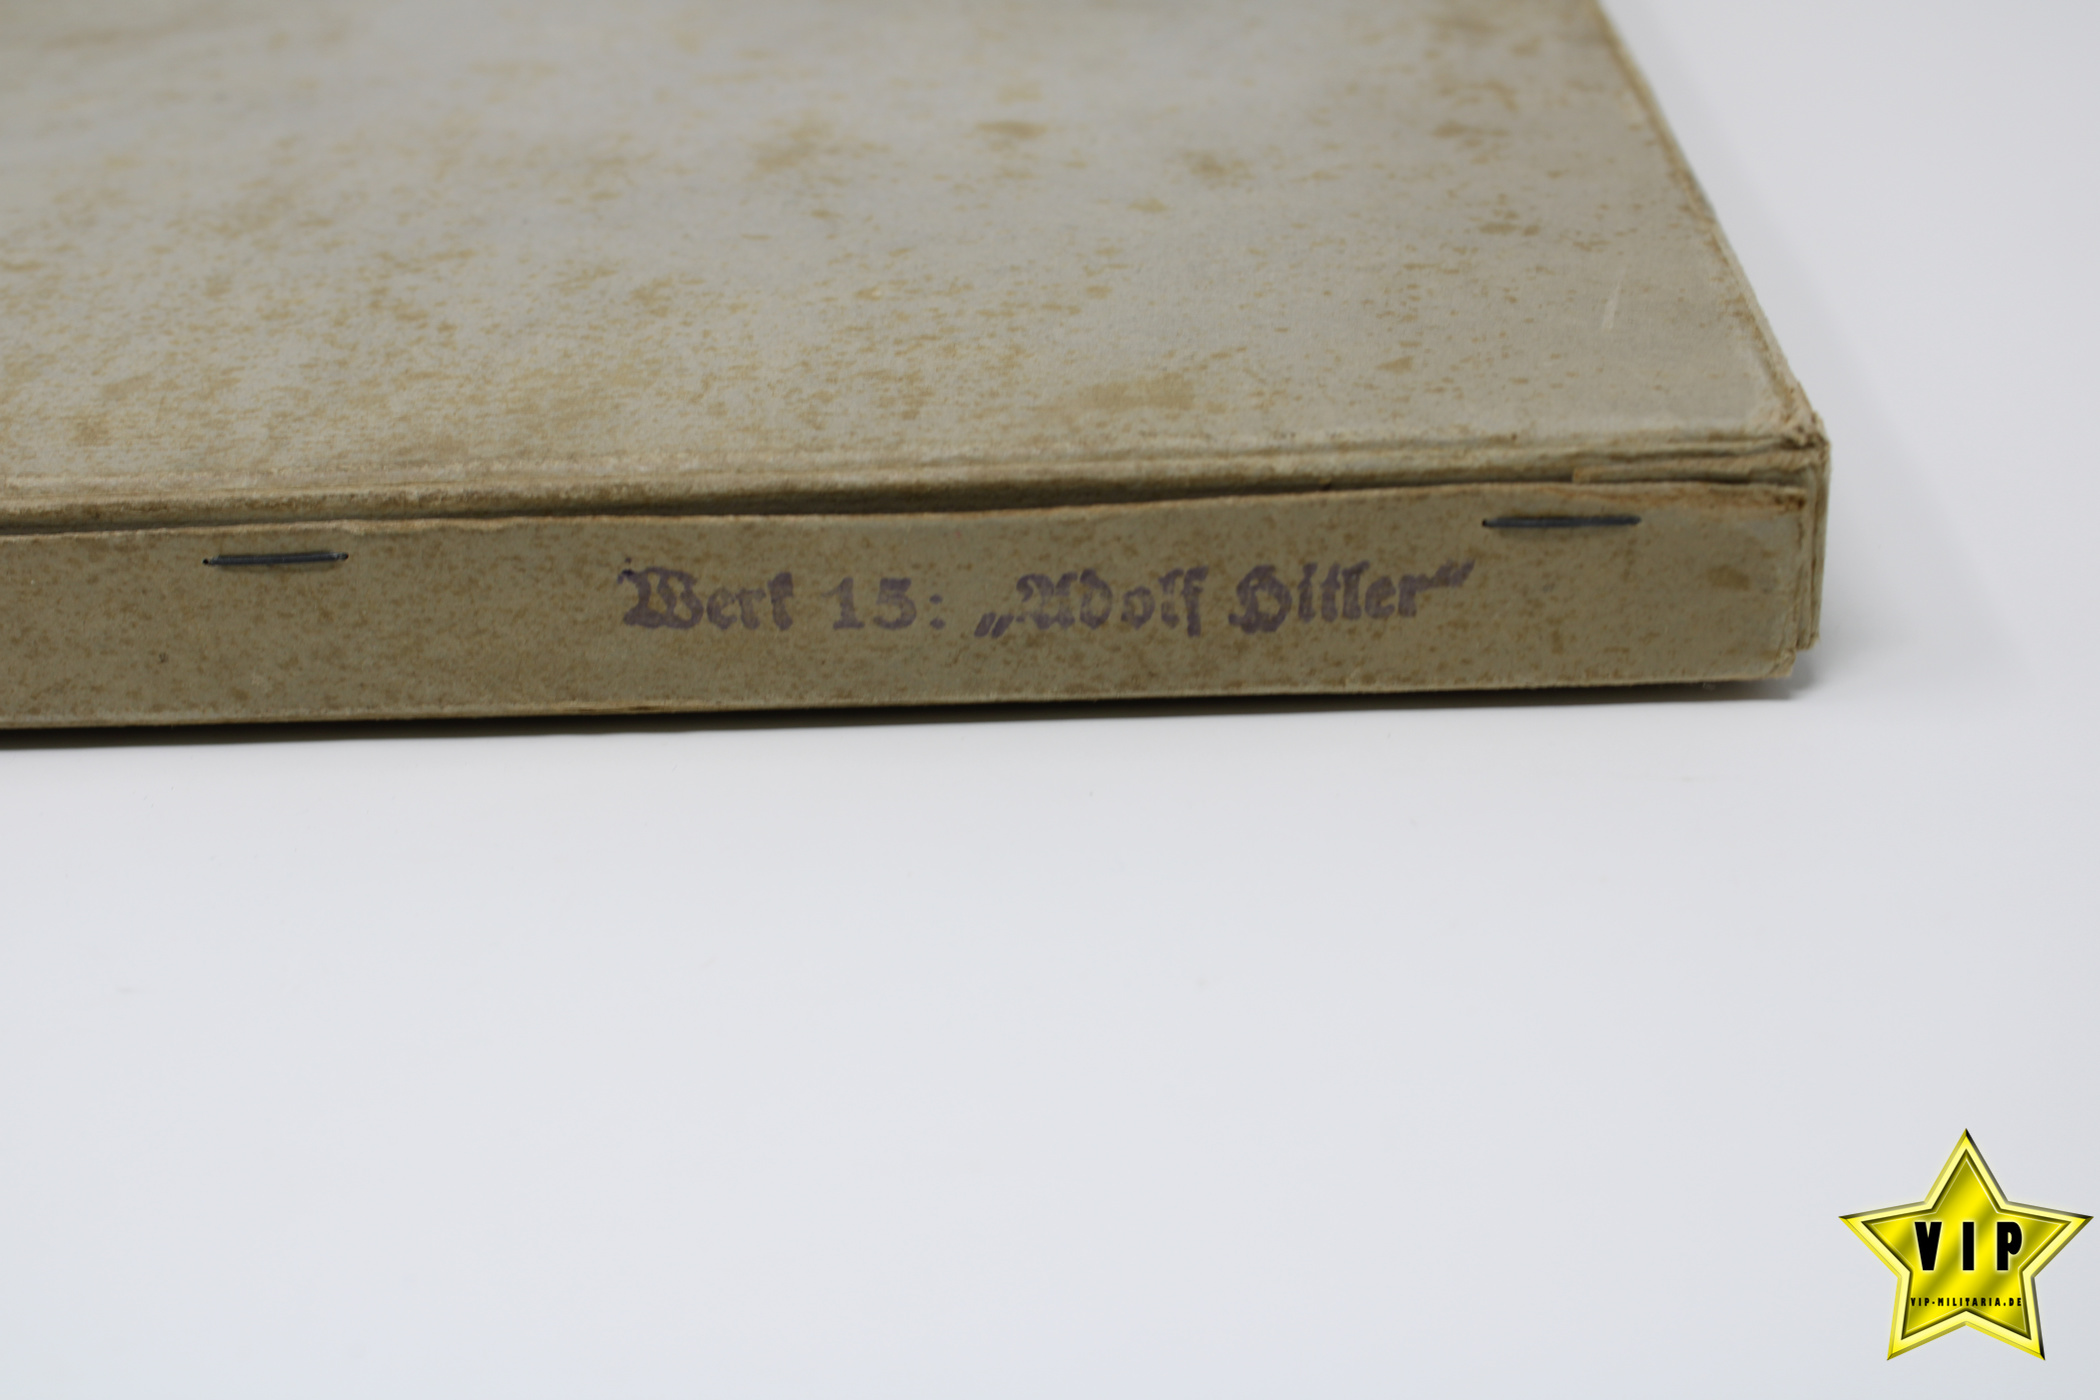 Werk 15: „Adolf Hitler“
VIP
VIP-MILITARIA.DE